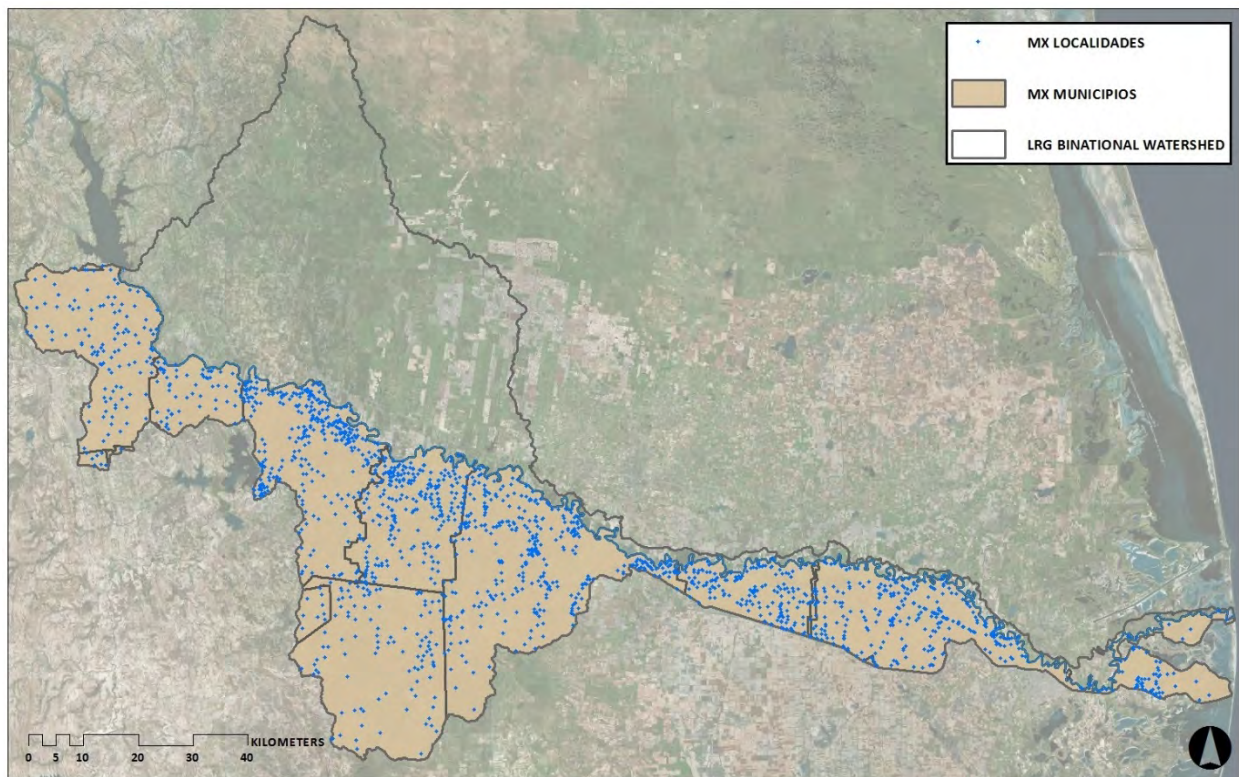 MX LOCALIDADES
MX MUNICIPIOS
LRG BINATIONAL WATERSHED
KILOMETERS
0 5 10 20 30 40